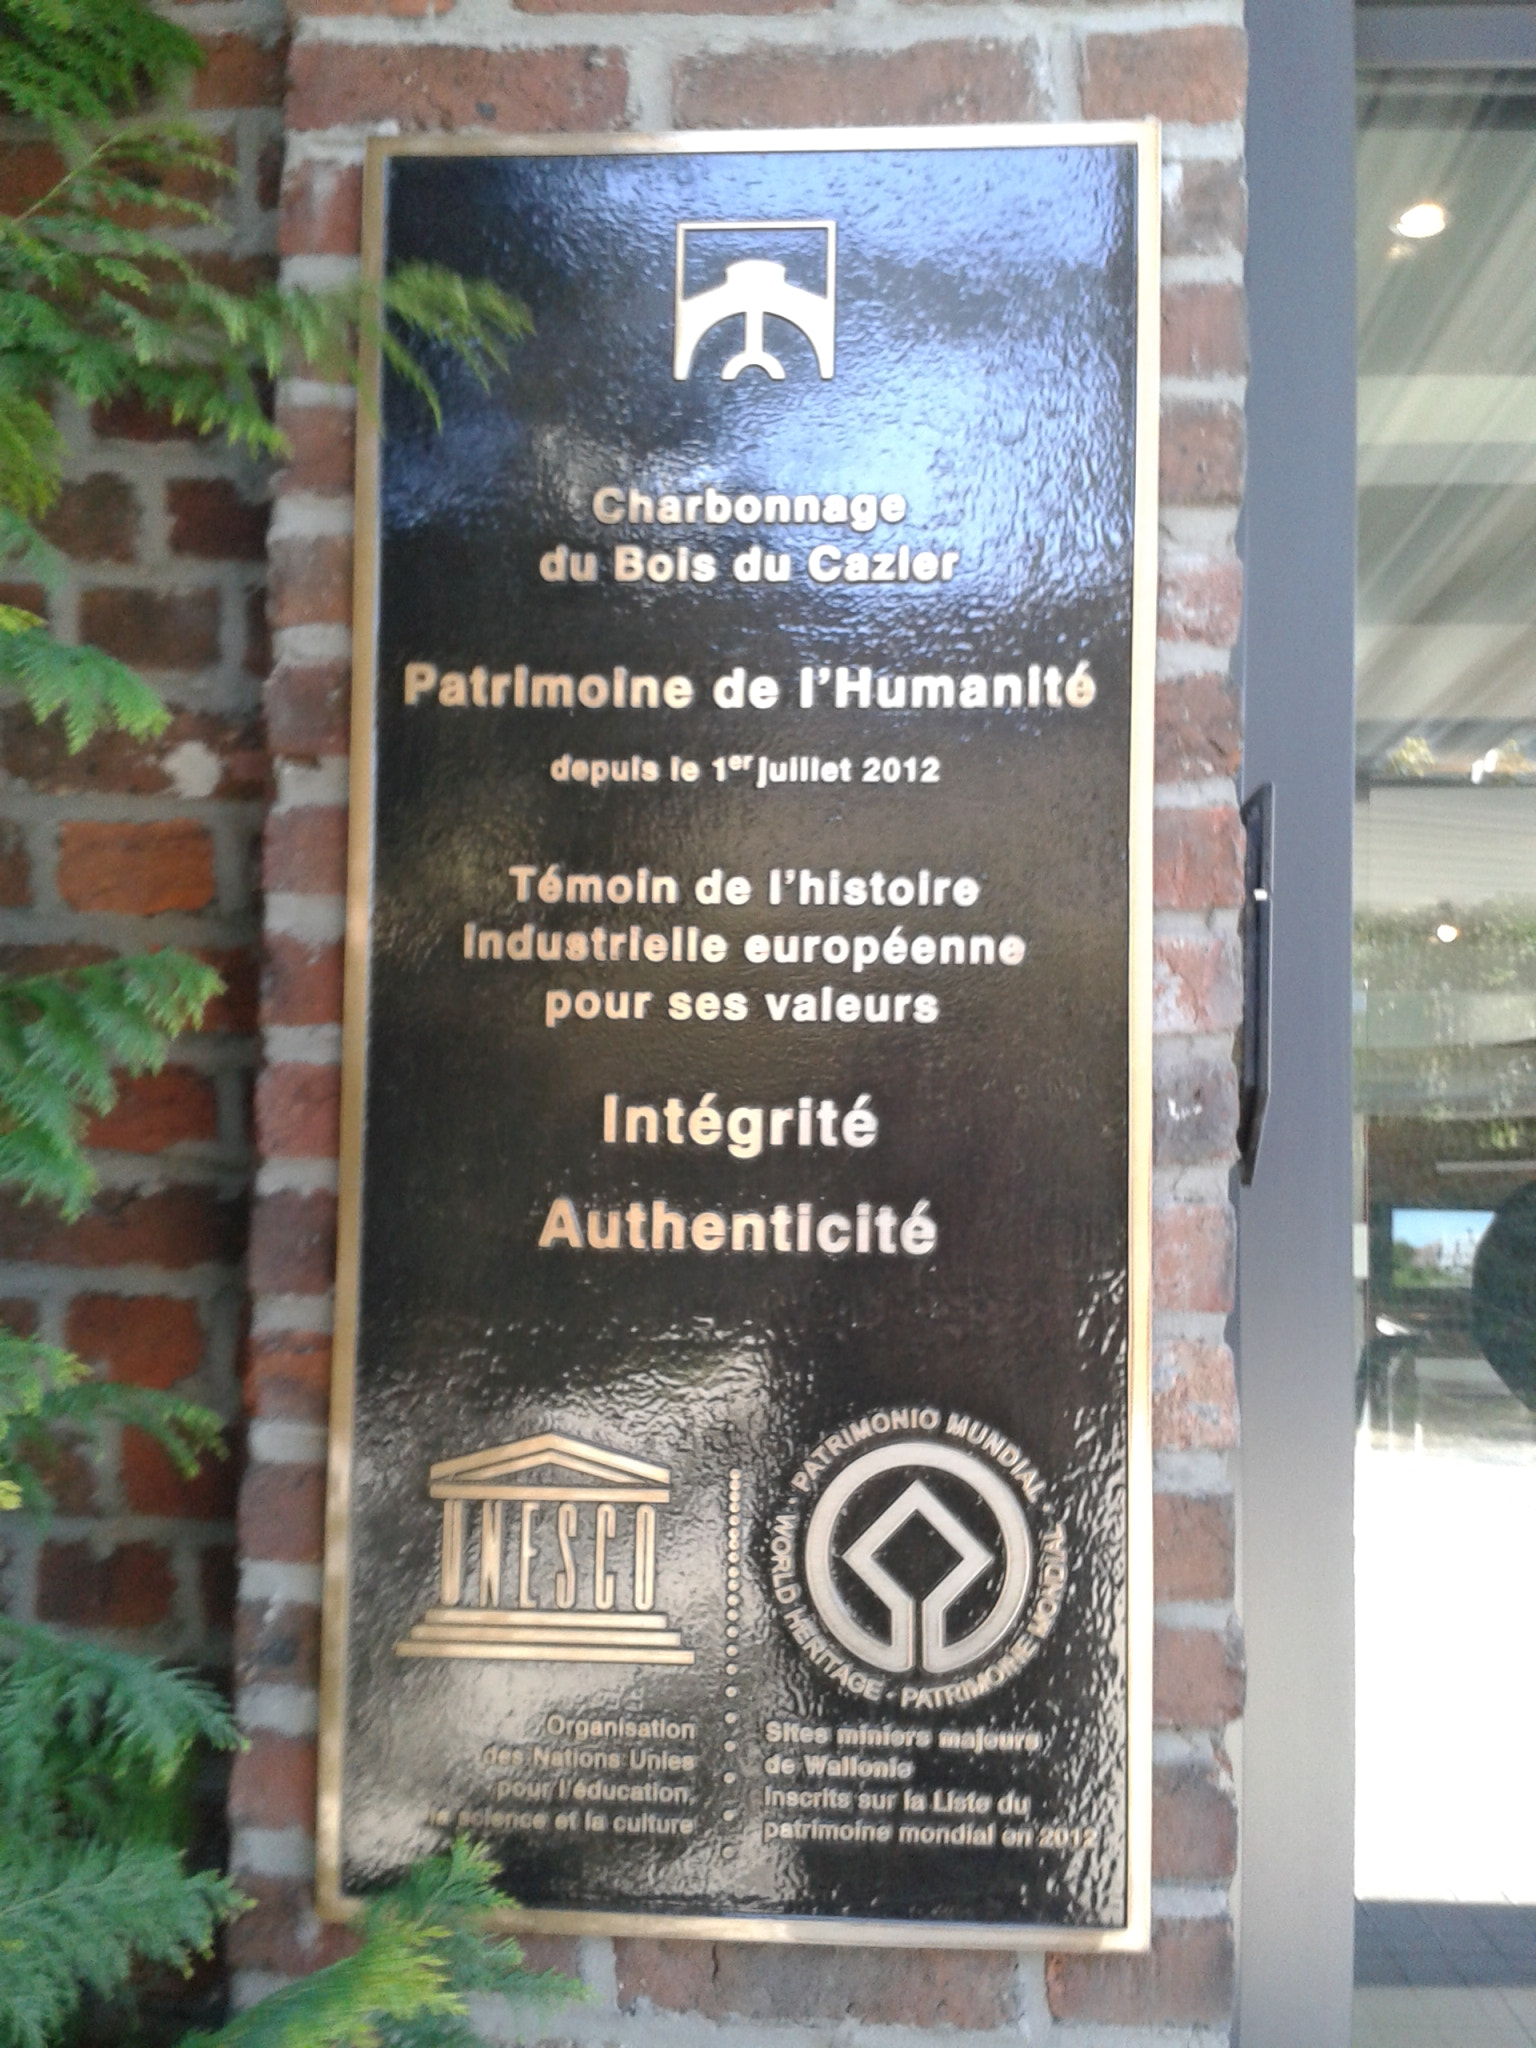 Charbonnage
du Bois du Cazier
Patrimoine de l'Humanité
depuis le 1er juillet 2012
Témoin de l'histoire
industrielle européenne
pour ses valeurs
Intégrité
Authenticité
UNESCO
Organisation
des Nations Unies
pour l'éducation,
la science et la culture
PATRIMONIO MUNDIAL • WORLD HERITAGE • PATRIMOINE MONDIAL •
Sites miniers majeurs
de Wallonie
inscrits sur la Liste du
patrimoine mondial en 2012